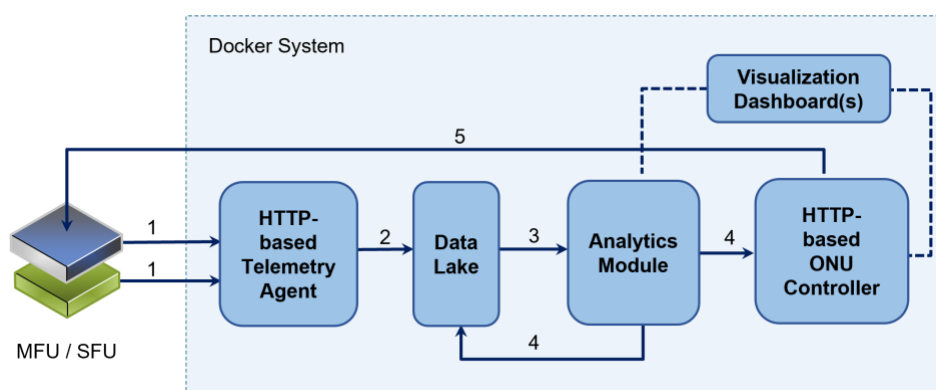 Docker System
Visualization
Dashboard(s)
5
1
1
HTTP-
based
Telemetry
Agent
2
Data
Lake
3
Analytics
Module
4
HTTP-
based
ONU
Controller
4
MFU / SFU